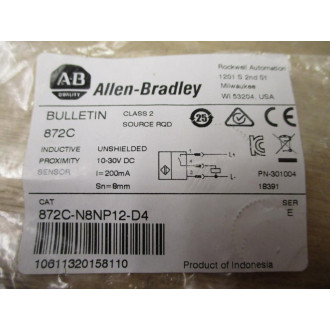 AB
QUALITY
Allen-Bradley
Rockwell Automation
1201 S 2nd St
Milwaukee
WI 53204, USA
BULLETIN
872C
CLASS 2
SOURCE RQD
25
INDUCTIVE
PROXIMITY
SENSOR
UNSHIELDED
10-30V DC
I = 200mA
Sn=8mm
L+
L-
PN-301004
18391
CAT
872C-N8NP12-D4
SER
E
10611320158110
Product of Indonesia